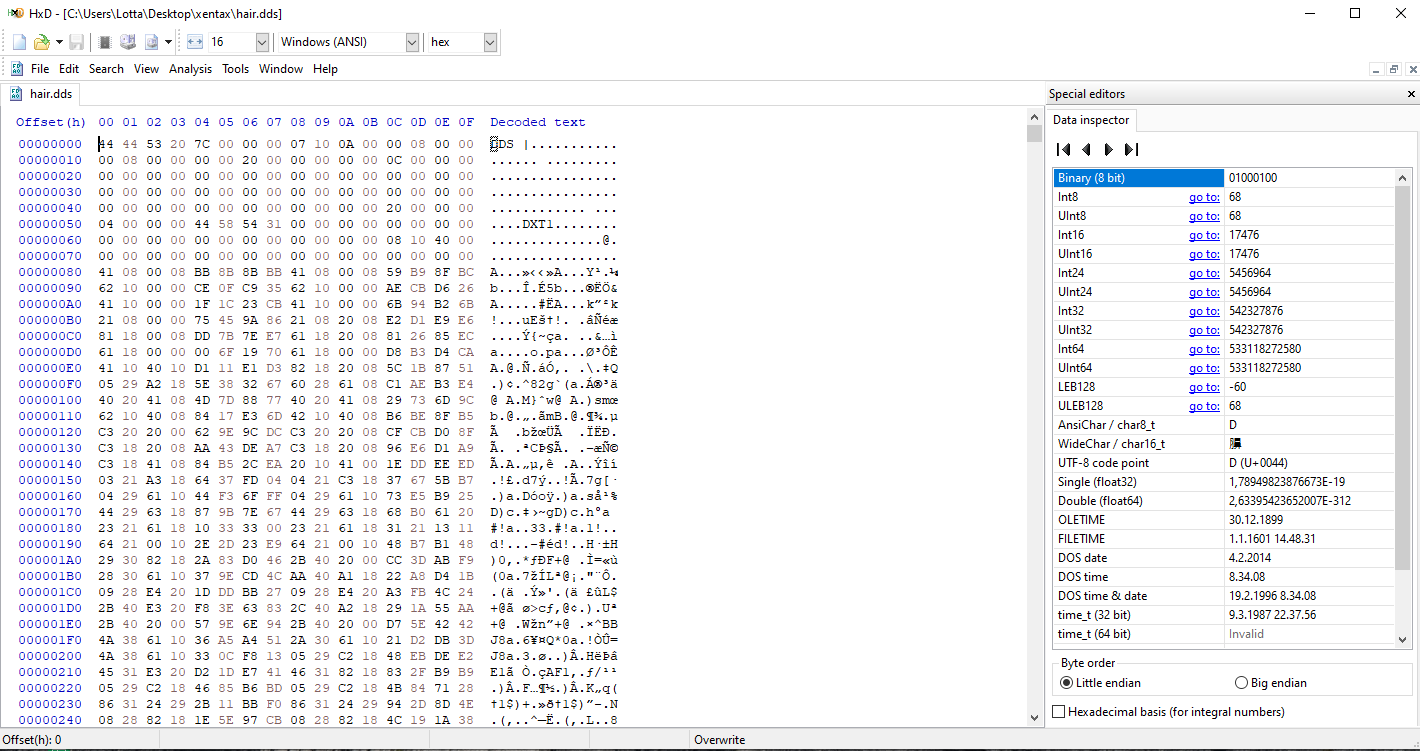 HxD - [C:\Users\Lotta\Desktop\xentax\hair.dds]
16 Windows (ANSI) hex
File Edit Search View Analysis Tools Window Help
hair.dds
Special editors
Data inspector
Offset(h) 00 01 02 03 04 05 06 07 08 09 0A 0B 0C 0D 0E 0F Decoded text
00000000 44 44 53 20 7C 00 00 00 07 10 0A 00 00 08 00 00 DDS |...........
00000010 00 08 00 00 00 00 20 00 00 00 00 00 0C 00 00 00 ...... .........
00000020 00 00 00 00 00 00 00 00 00 00 00 00 00 00 00 00 ................
00000030 00 00 00 00 00 00 00 00 00 00 00 00 00 00 00 00 ................
00000040 00 00 00 00 00 00 00 00 00 00 00 00 20 00 00 00 ............ ...
00000050 04 00 00 00 44 58 54 31 00 00 00 00 00 00 00 00 ....DXT1........
00000060 00 00 00 00 00 00 00 00 00 00 00 00 08 10 40 00 ..............@.
00000070 00 00 00 00 00 00 00 00 00 00 00 00 00 00 00 00 ................
00000080 41 08 00 08 BB 8B 8B BB 41 08 00 08 59 B9 8F BC A...»‹‹»A...Y¹.¼
00000090 62 10 00 00 CE 0F C9 35 62 10 00 00 AE CB D6 26 b...Î.É5b...®ËÖ&
000000A0 41 10 00 00 1F 1C 23 CB 41 10 00 00 6B 94 B2 6B A.....#ËA...k”²k
000000B0 21 08 00 00 75 45 9A 86 21 08 20 08 E2 D1 E9 E6 !...uEš†!. .âÑéæ
000000C0 81 18 00 08 DD 7B 7E E7 61 18 20 08 81 26 85 EC ....Ý{~ça. ..&…ì
000000D0 61 18 00 00 00 6F 19 70 61 18 00 00 D8 B3 D4 CA a....o.pa...Ø³ÔÊ
000000E0 41 10 40 10 D1 11 E1 D3 82 18 20 08 5C 1B 87 51 A.@.Ñ.áÓ‚. .\.‡Q
000000F0 05 29 A2 18 5E 38 32 67 60 28 61 08 C1 AE B3 E4 .)¢.^82g`(a.Á®³ä
00000100 40 20 41 08 4D 7D 88 77 40 20 41 08 29 73 6D 9C @ A.M}ˆw@ A.)smœ
00000110 62 10 40 08 84 17 E3 6D 42 10 40 08 B6 BE 8F B5 b.@.„.ãmB.@.¶¾.µ
00000120 C3 20 20 00 62 9E 9C DC C3 20 20 08 CF CB D0 8F Ã  .bžœÜÃ  .ÏËÐ.
00000130 C3 18 20 08 AA 43 DE A7 C3 18 20 08 96 E6 D1 A9 Ã. .ªCÞ§Ã. .–æÑ©
00000140 C3 18 41 08 84 B5 2C EA 20 10 41 00 1E DD EE ED Ã.A.„µ,ê .A..Ýîí
00000150 03 21 A3 18 64 37 FD 04 04 21 C3 18 37 67 5B B7 .!£.d7ý..!Ã.7g[·
00000160 04 29 61 10 44 F3 6F FF 04 29 61 10 73 E5 B9 25 .)a.Dóoÿ.)a.så¹%
00000170 44 29 63 18 87 9B 7E 67 44 29 63 18 68 B0 61 20 D)c.‡›~gD)c.h°a
00000180 23 21 61 18 10 33 33 00 23 21 61 18 31 21 13 11 #!a..33.#!a.1!..
00000190 64 21 00 10 2E 2D 23 E9 64 21 00 10 48 B7 B1 48 d!...-#éd!..H·±H
000001A0 29 30 82 18 2A 83 D0 46 2B 40 20 00 CC 3D AB F9 )0‚.*ƒÐF+@ .Ì=«ù
000001B0 28 30 61 10 37 9E CD 4C AA 40 A1 18 22 A8 D4 1B (0a.7žÍLª@¡."¨Ô.
000001C0 09 28 E4 20 1D DD BB 27 09 28 E4 20 A3 FB 4C 24 .(ä .Ý»'.(ä £ûL$
000001D0 2B 40 E3 20 F8 3E 63 83 2C 40 A2 18 29 1A 55 AA +@ã ø>cƒ,@¢.).Uª
000001E0 2B 40 20 00 57 9E 6E 94 2B 40 20 00 D7 5E 42 42 +@ .Wžn”+@ .×^BB
000001F0 4A 38 61 10 36 A5 A4 51 2A 30 61 10 21 D2 DB 3D J8a.6¥¤Q*0a.!ÒÛ=
00000200 4A 38 61 10 33 0C F8 13 05 29 C2 18 48 EB DE E2 J8a.3.ø..)Â.HëÞâ
00000210 45 31 E3 20 D2 1D E7 41 46 31 82 18 83 2F B9 B9 E1ã Ò.çAF1‚.ƒ/¹¹
00000220 05 29 C2 18 46 85 B6 BD 05 29 C2 18 4B 84 71 28 .)Â.F…¶½.)Â.K„q(
00000230 86 31 24 29 2B 11 BB F0 86 31 24 29 94 2D 8D 4E †1$)+.»ð†1$)”-.N
00000240 08 28 82 18 1E 5E 97 CB 08 28 82 18 4C 19 1A 38 .(‚..^—Ë.(‚.L..8
Binary (8 bit) 01000100
Int8 go to: 68
UInt8 go to: 68
Int16 go to: 17476
UInt16 go to: 17476
Int24 go to: 5456964
UInt24 go to: 5456964
Int32 go to: 542327876
UInt32 go to: 542327876
Int64 go to: 533118272580
UInt64 go to: 533118272580
LEB128 go to: -60
ULEB128 go to: 68
AnsiChar / char8_t D
WideChar / char16_t
UTF-8 code point D (U+0044)
Single (float32) 1,78949823876673E-19
Double (float64) 2,63395423652007E-312
OLETIME 30.12.1899
FILETIME 1.1.1601 14.48.31
DOS date 4.2.2014
DOS time 8.34.08
DOS time & date 19.2.1996 8.34.08
time_t (32 bit) 9.3.1987 22.37.56
time_t (64 bit) Invalid
Byte order
Little endian Big endian
Hexadecimal basis (for integral numbers)
Offset(h): 0 Overwrite